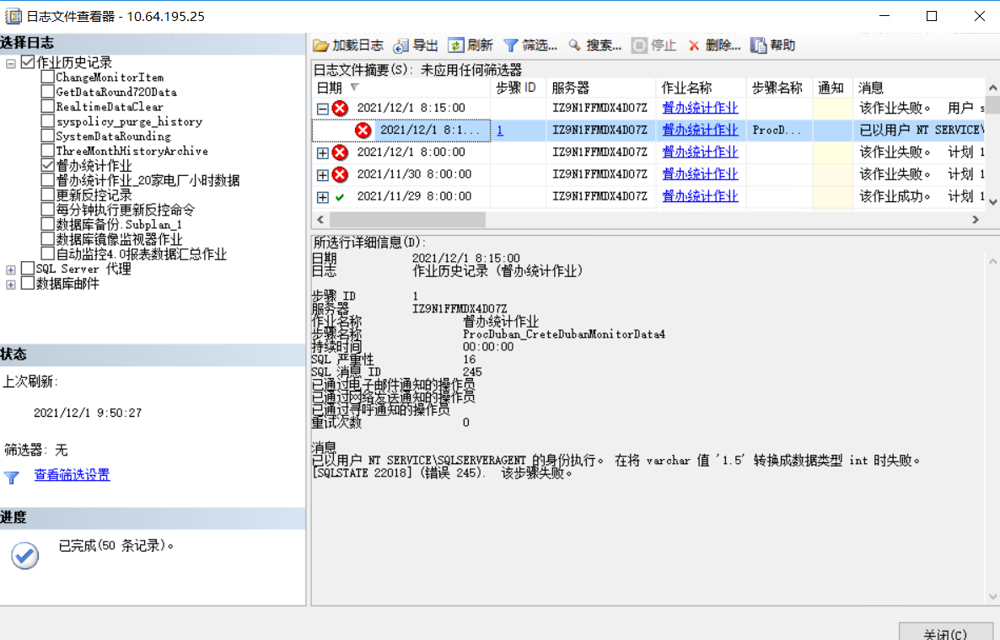 日志文件查看器 - 10.64.195.25
选择日志
作业历史记录
ChangeMonitorItem
GetDataRound720Data
RealtimeDataClear
syspolicy_purge_history
SystemDataRounding
ThreeMonthHistoryArchive
督办统计作业
督办统计作业_20家电厂小时数据
更新反控记录
每分钟执行更新反控命令
数据库备份.Subplan_1
数据库镜像监视器作业
自动监控4.0报表数据汇总作业
SQL Server 代理
数据库邮件
状态
上次刷新:
2021/12/1 9:50:27
筛选器: 无
查看筛选设置
进度
已完成(50 条记录)。
加载日志 导出 刷新 筛选... 搜索... 停止 删除... 帮助
日志文件摘要(S): 未应用任何筛选器
日期 步骤 ID 服务器 作业名称 步骤名称 通知 消息
2021/12/1 8:15:00 IZ9N1FFMDX4DO7Z 督办统计作业 该作业失败。 用户 s
2021/12/1 8:1... 1 IZ9N1FFMDX4DO7Z 督办统计作业 ProcD... 已以用户 NT SERVICE\
2021/12/1 8:00:00 IZ9N1FFMDX4DO7Z 督办统计作业 该作业失败。 计划 1
2021/11/30 8:00:00 IZ9N1FFMDX4DO7Z 督办统计作业 该作业失败。 计划 1
2021/11/29 8:00:00 IZ9N1FFMDX4DO7Z 督办统计作业 该作业成功。 计划 1
所选行详细信息(D):
日期 2021/12/1 8:15:00
日志 作业历史记录 (督办统计作业)
步骤 ID 1
服务器 IZ9N1FFMDX4DO7Z
作业名称 督办统计作业
步骤名称 ProcDuban_CreteDubanMonitorData4
持续时间 00:00:00
SQL 严重性 16
SQL 消息 ID 245
已通过电子邮件通知的操作员
已通过网络发送通知的操作员
已通过寻呼通知的操作员
重试次数 0
消息
已以用户 NT SERVICE\SQLSERVERAGENT 的身份执行。 在将 varchar 值 '1.5' 转换成数据类型 int 时失败。
[SQLSTATE 22018] (错误 245). 该步骤失败。
关闭(C)